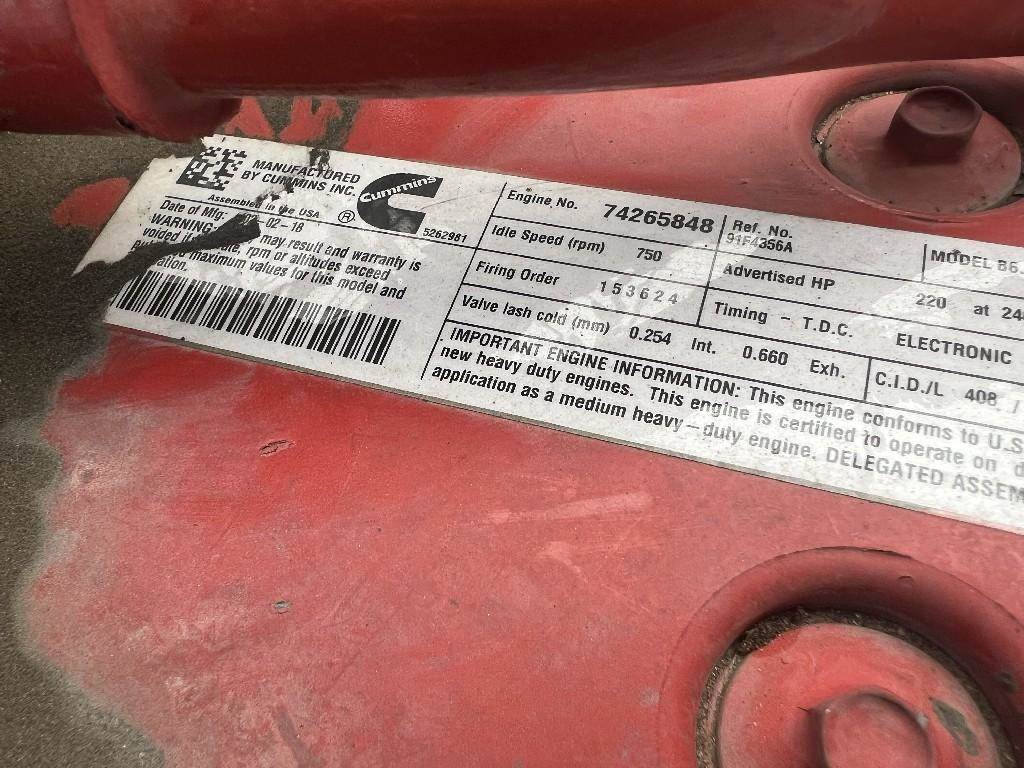 MANUFACTURED
BY CUMMINS INC.
Cummins
®
Assembled in the USA
5262981
Date of Mfg: 02-18
WARNING: may result and warranty is
voided rpm or altitudes exceed
maximum values for this model and
Engine No. 74265848
Idle Speed (rpm) 750
Firing Order 153624
Valve lash cold (mm) 0.254 Int. 0.660 Exh.
Ref. No.
91F4356A
MODEL
Advertised HP 220 at
Timing - T.D.C. ELECTRONIC
C.I.D./L 408 /
IMPORTANT ENGINE INFORMATION: This engine conforms to U.S
new heavy duty engines. This engine is certified to operate on
application as a medium heavy-duty engine. DELEGATED